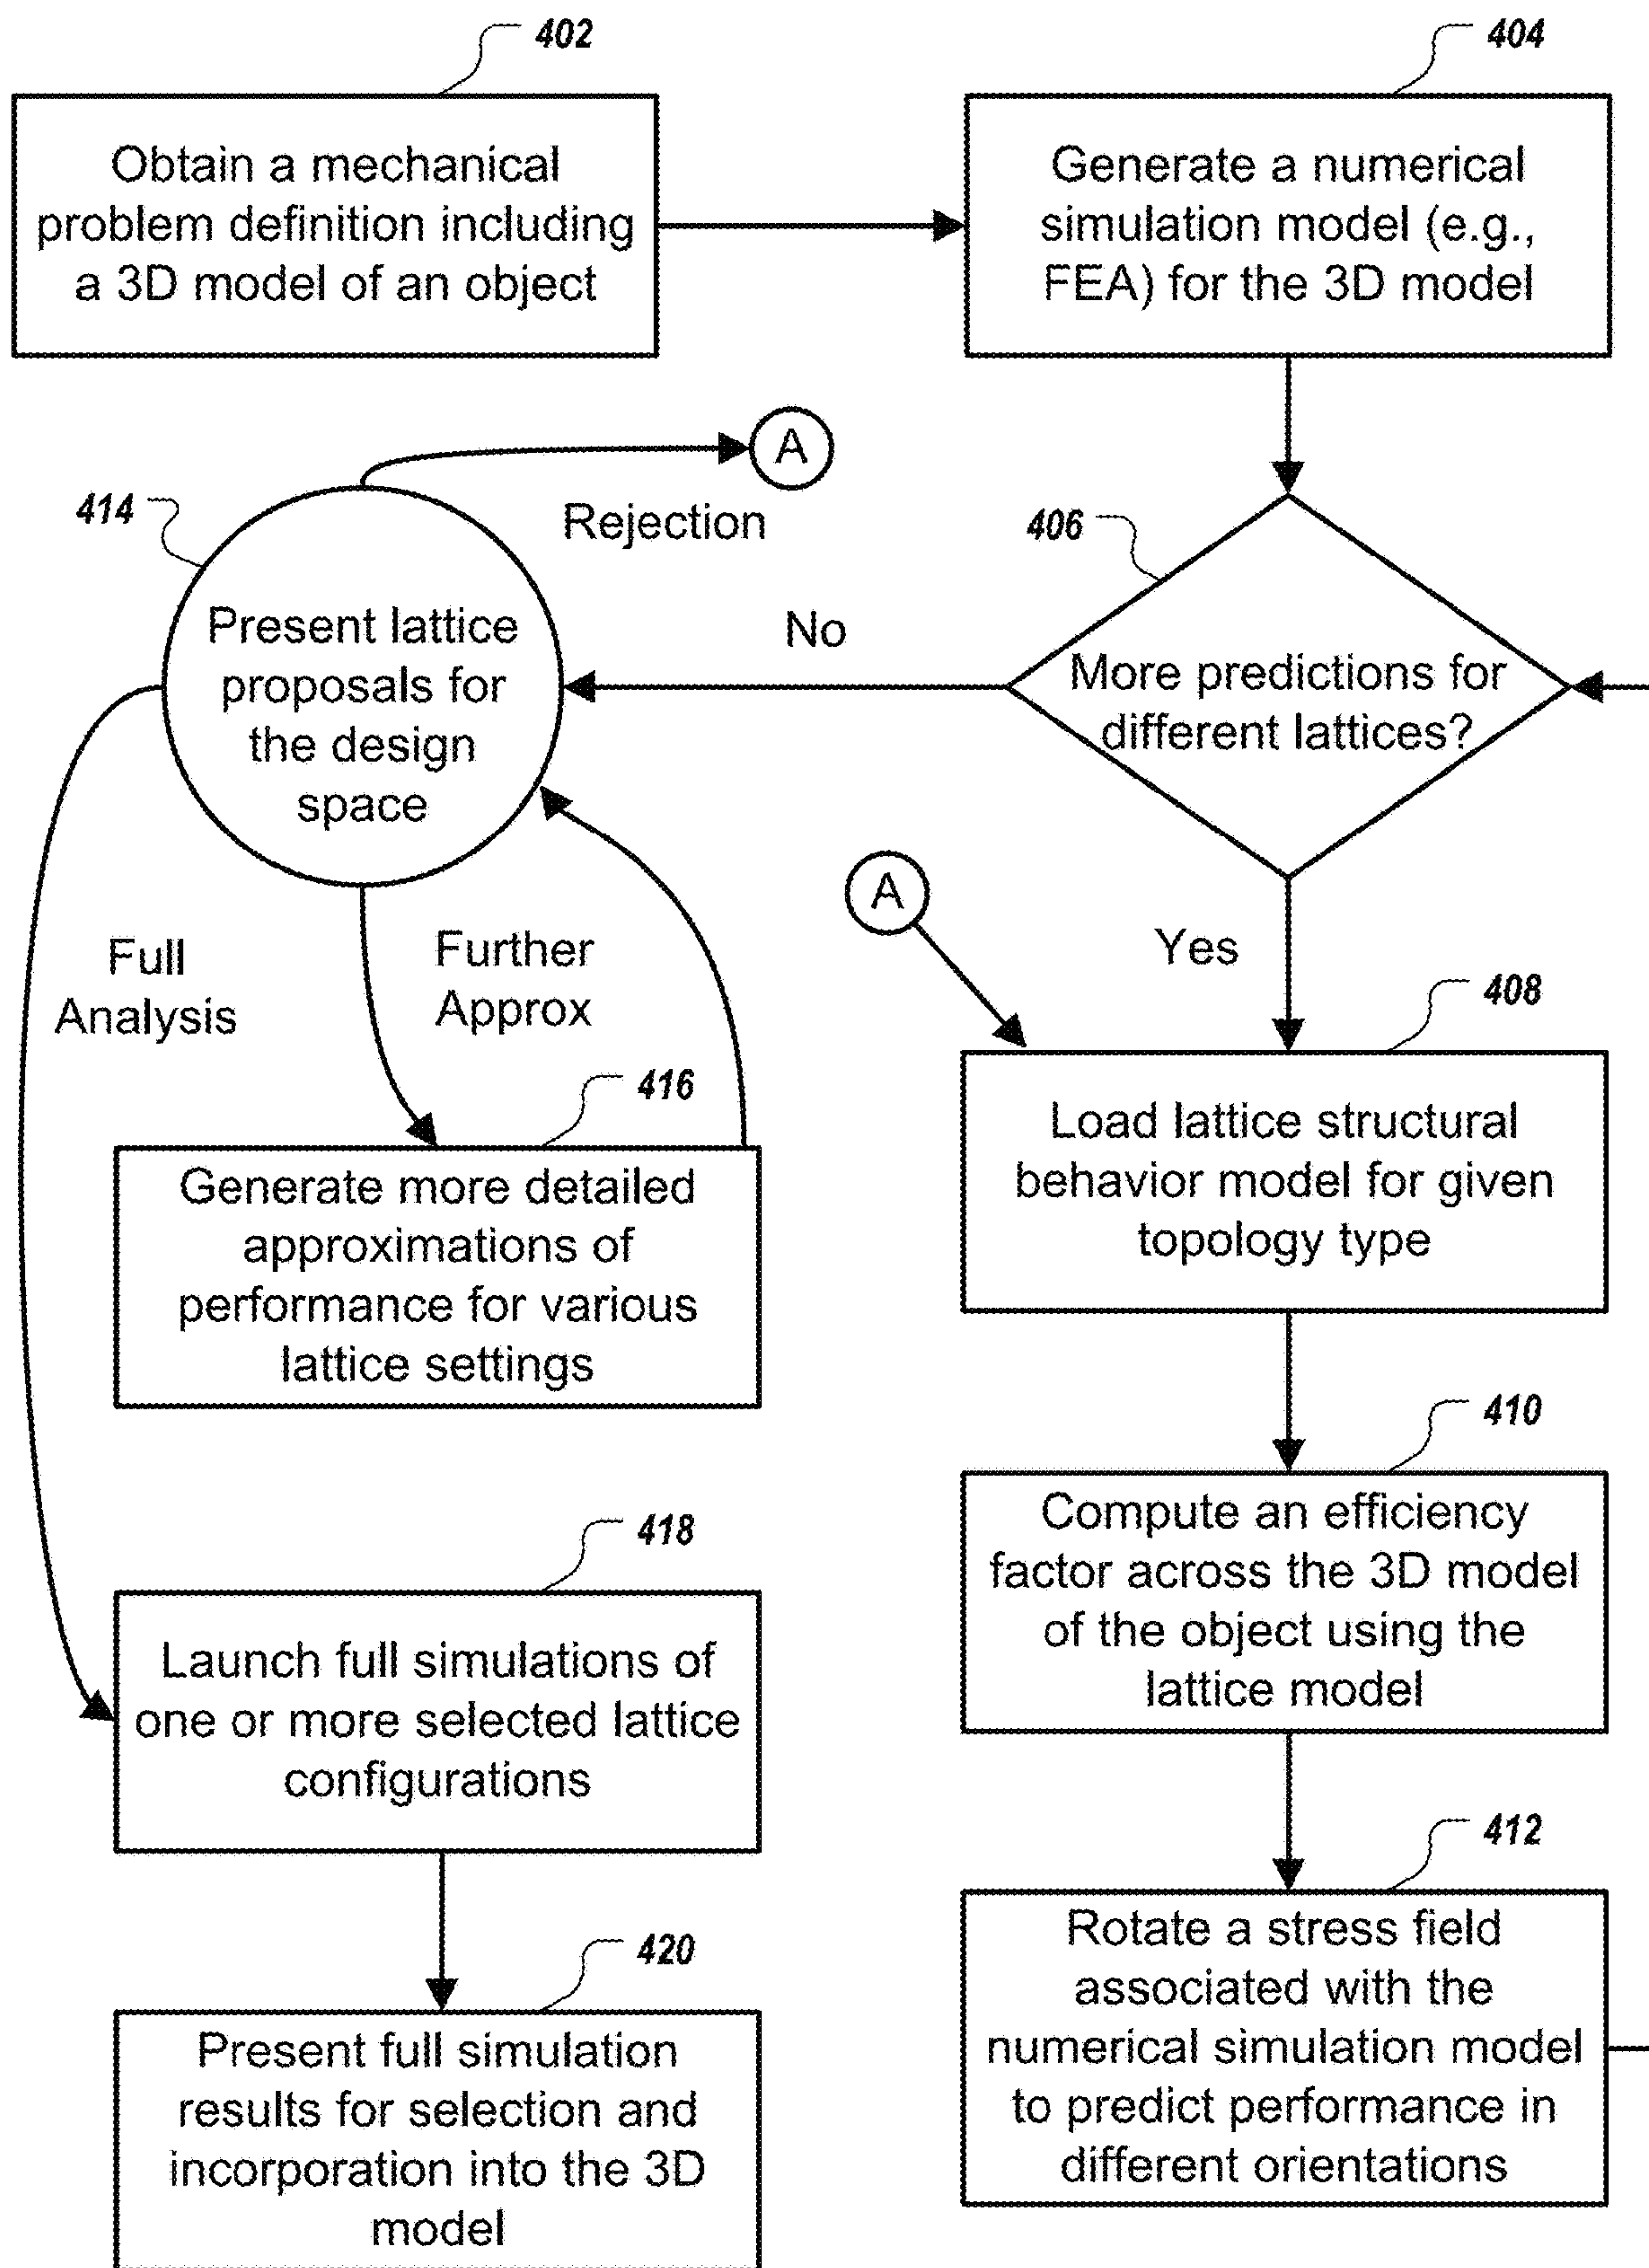 402
Obtain a mechanical
problem definition including
a 3D model of an object
404
Generate a numerical
simulation model (e.g.,
FEA) for the 3D model
A
Rejection
414
Present lattice
proposals for
the design
space
No
406
More predictions for
different lattices?
A
Yes
Full
Analysis
Further
Approx
408
Load lattice structural
behavior model for given
topology type
416
Generate more detailed
approximations of
performance for various
lattice settings
410
Compute an efficiency
factor across the 3D model
of the object using the
lattice model
418
Launch full simulations of
one or more selected lattice
configurations
412
Rotate a stress field
associated with the
numerical simulation model
to predict performance in
different orientations
420
Present full simulation
results for selection and
incorporation into the 3D
model